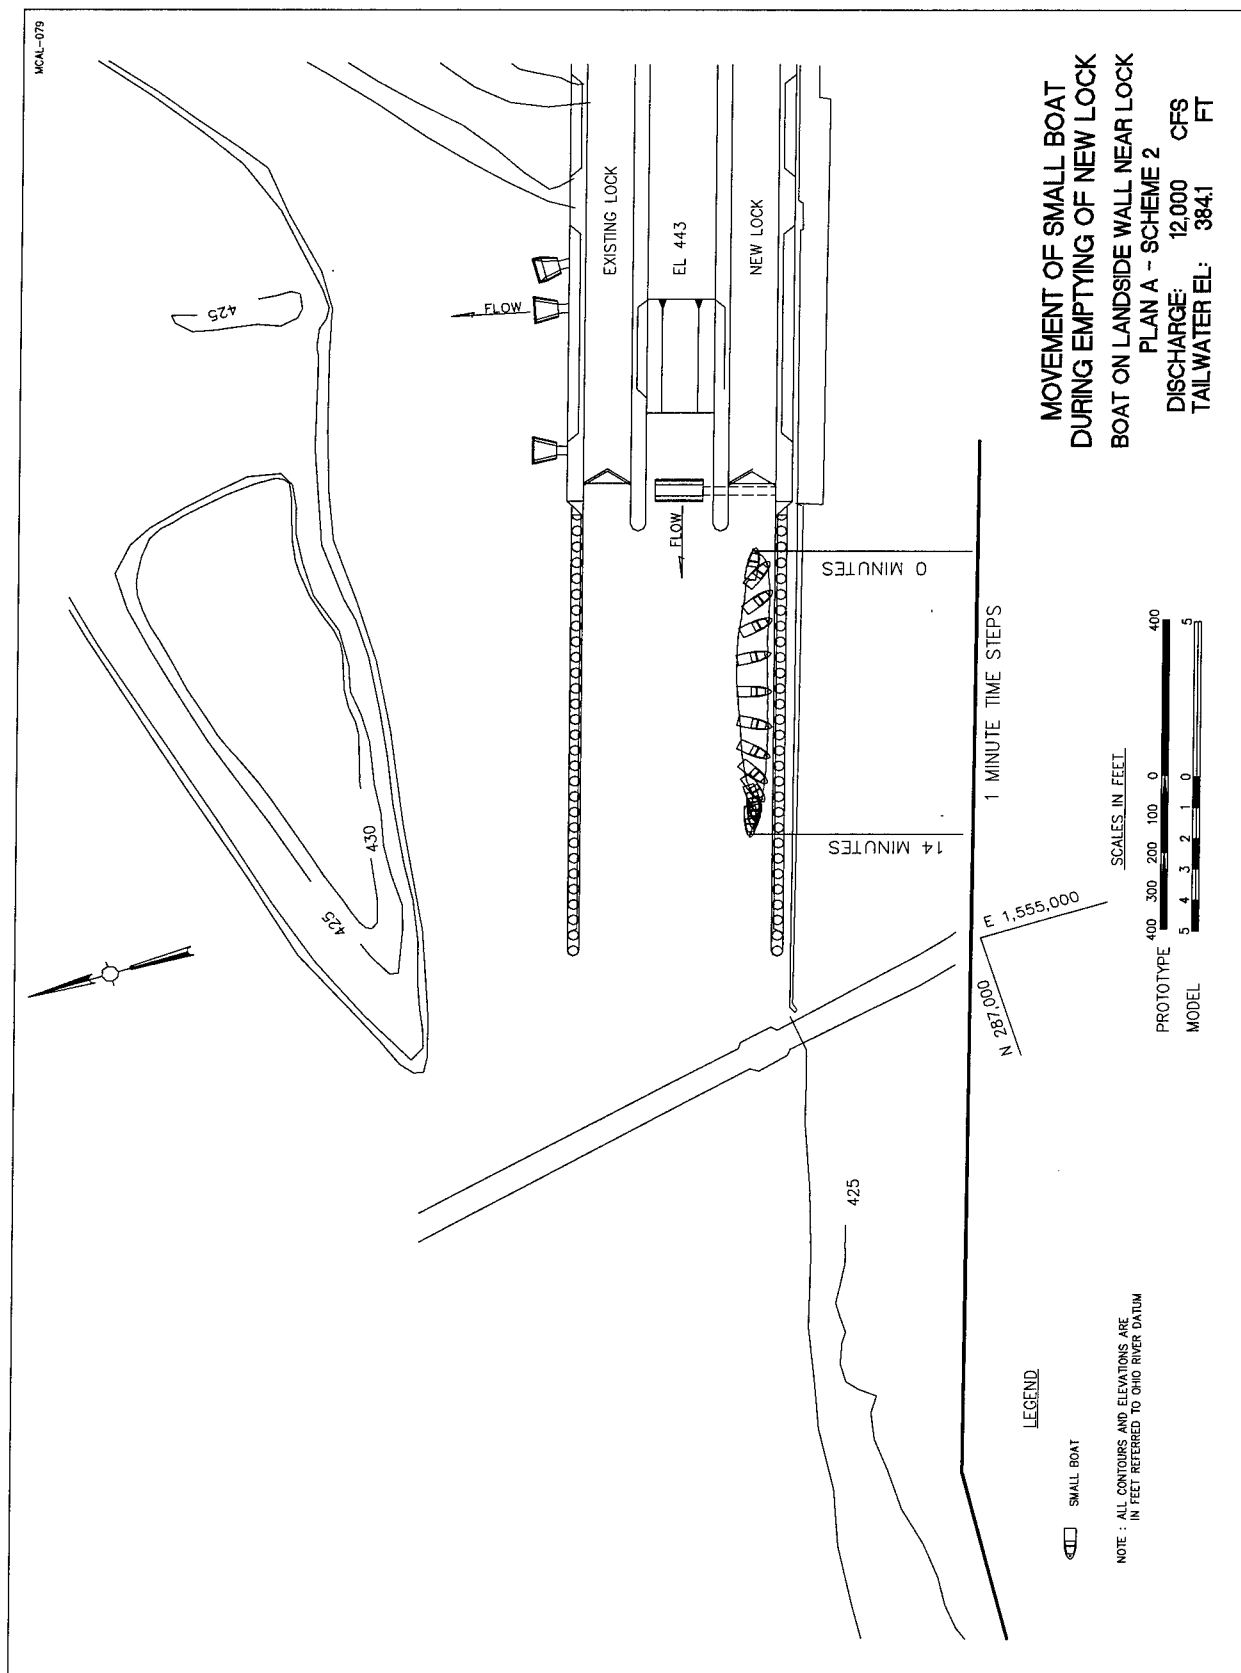 MCAL-079
425
FLOW
EXISTING LOCK
EL 443
NEW LOCK
FLOW
430
425
0 MINUTES
14 MINUTES
1 MINUTE TIME STEPS
E 1,555,000
N 287,000
425
MOVEMENT OF SMALL BOAT
DURING EMPTYING OF NEW LOCK
BOAT ON LANDSIDE WALL NEAR LOCK
PLAN A - SCHEME 2
DISCHARGE: 12,000 CFS
TAILWATER EL: 384.1 FT
SCALES IN FEET
PROTOTYPE 400 300 200 100 0 400
MODEL 5 4 3 2 1 0 5
LEGEND
SMALL BOAT
NOTE : ALL CONTOURS AND ELEVATIONS ARE
IN FEET REFERRED TO OHIO RIVER DATUM